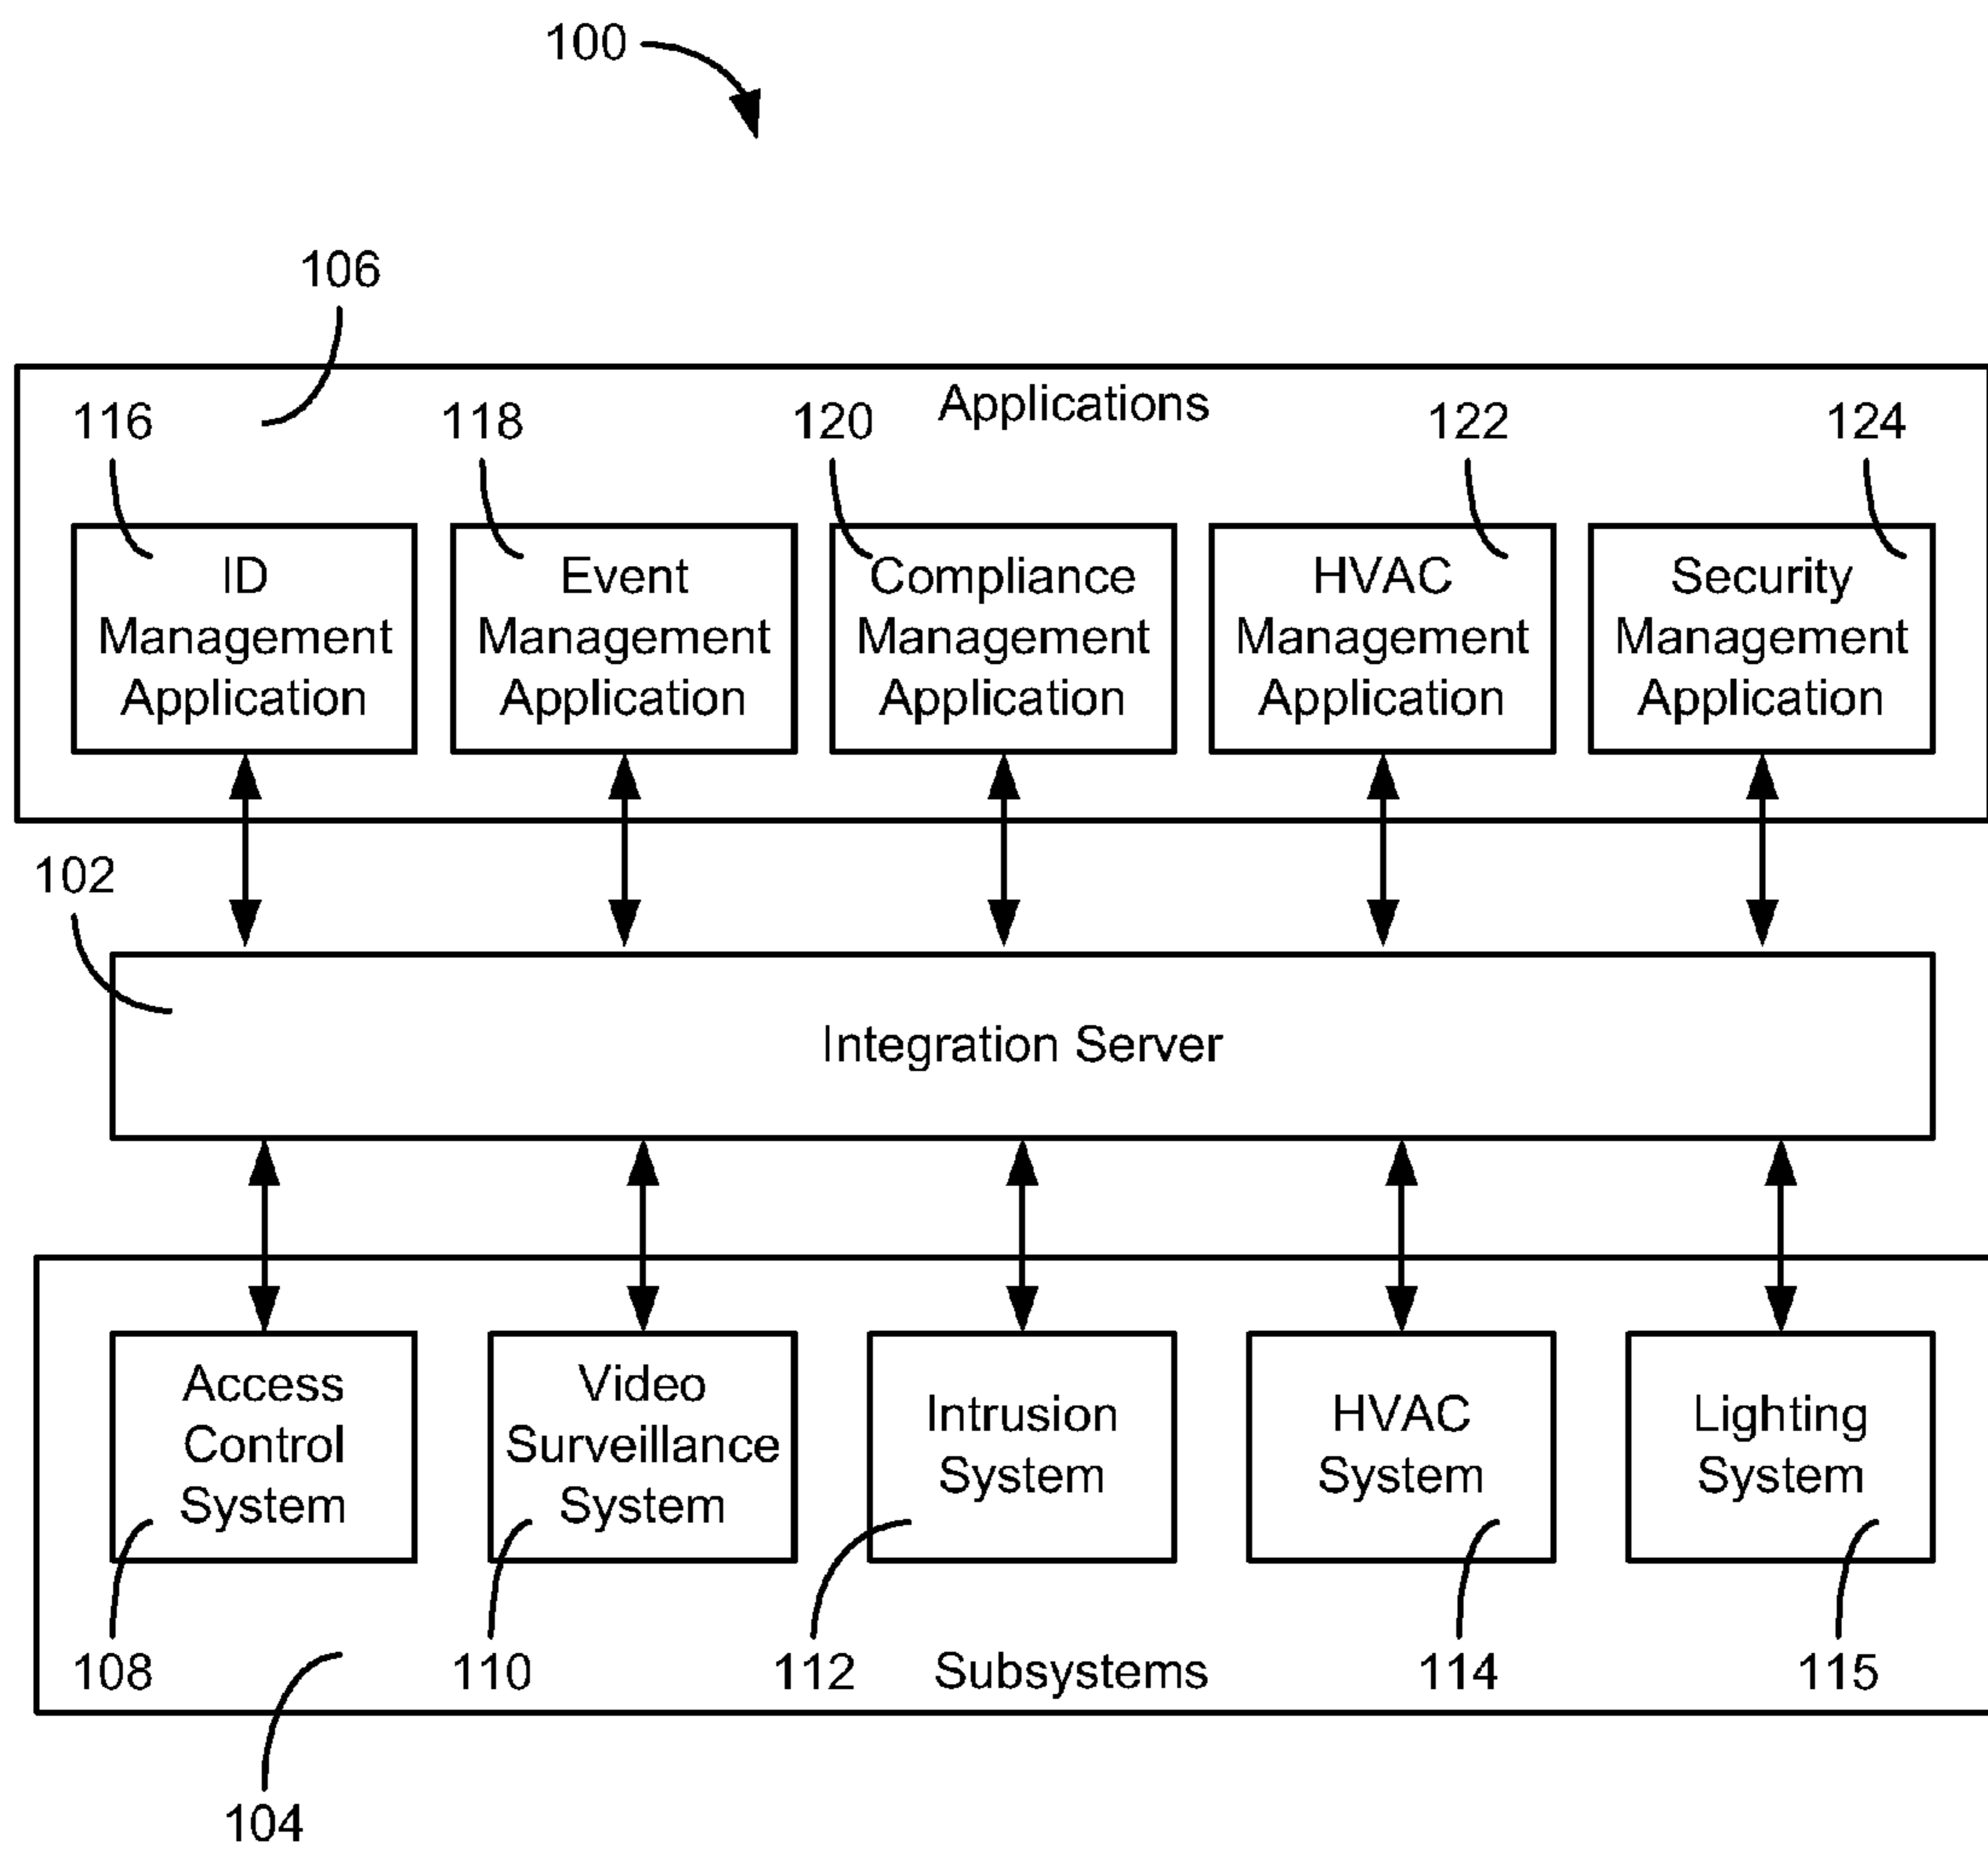 100
106
Applications
116
118
120
122
124
ID
Management
Application
Event
Management
Application
Compliance
Management
Application
HVAC
Management
Application
Security
Management
Application
102
Integration Server
Access
Control
System
Video
Surveillance
System
Intrusion
System
HVAC
System
Lighting
System
108
110
112
Subsystems
114
115
104